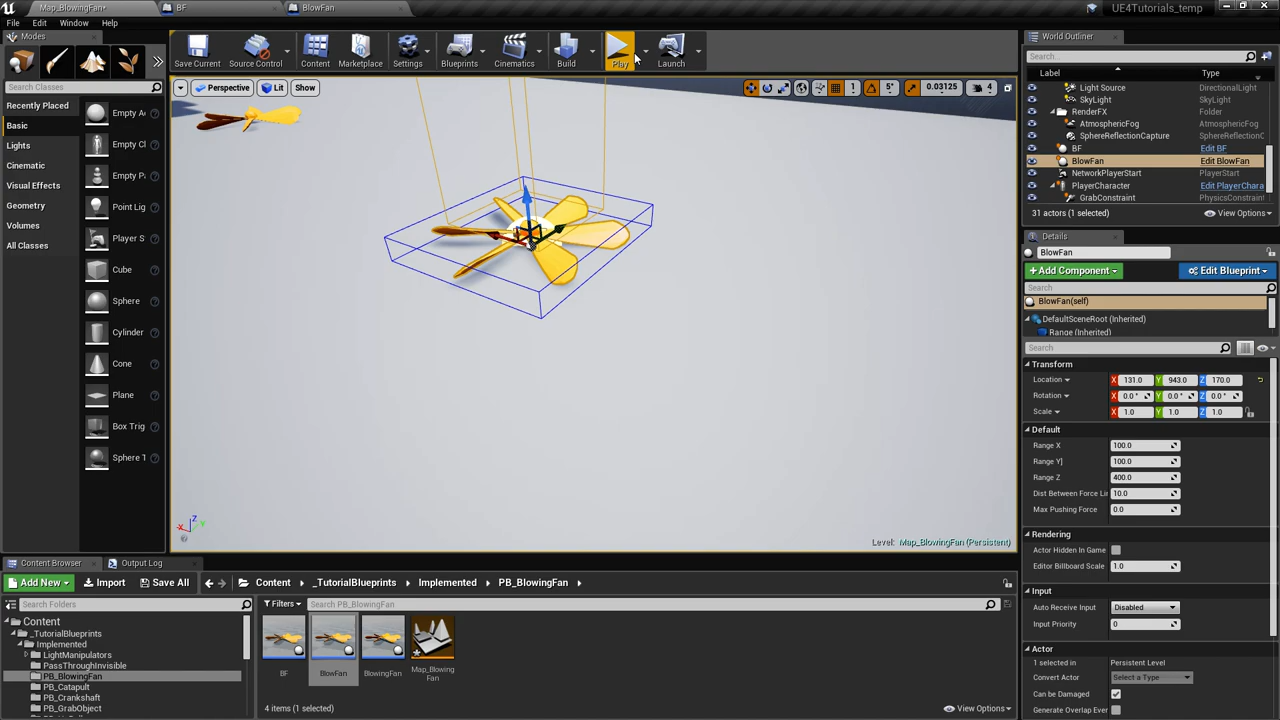 Map_BlowingFan*
BF
BlowFan
UE4Tutorials_temp
File
Edit
Window
Help
Modes
Save Current
Source Control
Content
Marketplace
Settings
Blueprints
Cinematics
Build
Play
Launch
Search Classes
Recently Placed
Basic
Lights
Cinematic
Visual Effects
Geometry
Volumes
All Classes
Empty A
Empty Cl
Empty P
Point Lig
Player S
Cube
Sphere
Cylinder
Cone
Plane
Box Trig
Sphere T
Perspective
Lit
Show
1
5°
0.03125
4
Level: Map_BlowingFan (Persistent)
World Outliner
Search...
Label
Type
Light Source
DirectionalLight
SkyLight
SkyLight
RenderFX
Folder
AtmosphericFog
AtmosphericFog
SphereReflectionCapture
SphereReflectionC
BF
Edit BF
BlowFan
Edit BlowFan
NetworkPlayerStart
PlayerStart
PlayerCharacter
Edit PlayerChara
GrabConstraint
PhysicsConstraint
31 actors (1 selected)
View Options
Details
BlowFan
+Add Component
Edit Blueprint
Search
BlowFan(self)
DefaultSceneRoot (Inherited)
Range (Inherited)
Search
Transform
Location
X 131.0 Y 943.0 Z 170.0
Rotation
X 0.0° Y 0.0° Z 0.0°
Scale
X 1.0 Y 1.0 Z 1.0
Default
Range X 100.0
Range Y] 100.0
Range Z 400.0
Dist Between Force Li 10.0
Max Pushing Force 0.0
Rendering
Actor Hidden In Game
Editor Billboard Scale 1.0
Input
Auto Receive Input Disabled
Input Priority 0
Actor
1 selected in Persistent Level
Convert Actor Select a Type
Can be Damaged
Generate Overlap Ever
Content Browser
Output Log
Add New
Import
Save All
Content
_TutorialBlueprints
Implemented
PB_BlowingFan
Search Folders
Filters
Search PB_BlowingFan
Content
_TutorialBlueprints
Implemented
LightManipulators
PassThroughInvisible
PB_BlowingFan
PB_Catapult
PB_Crankshaft
PB_GrabObject
BF
BlowFan
BlowingFan
Map_Blowing
Fan
4 items (1 selected)
View Options